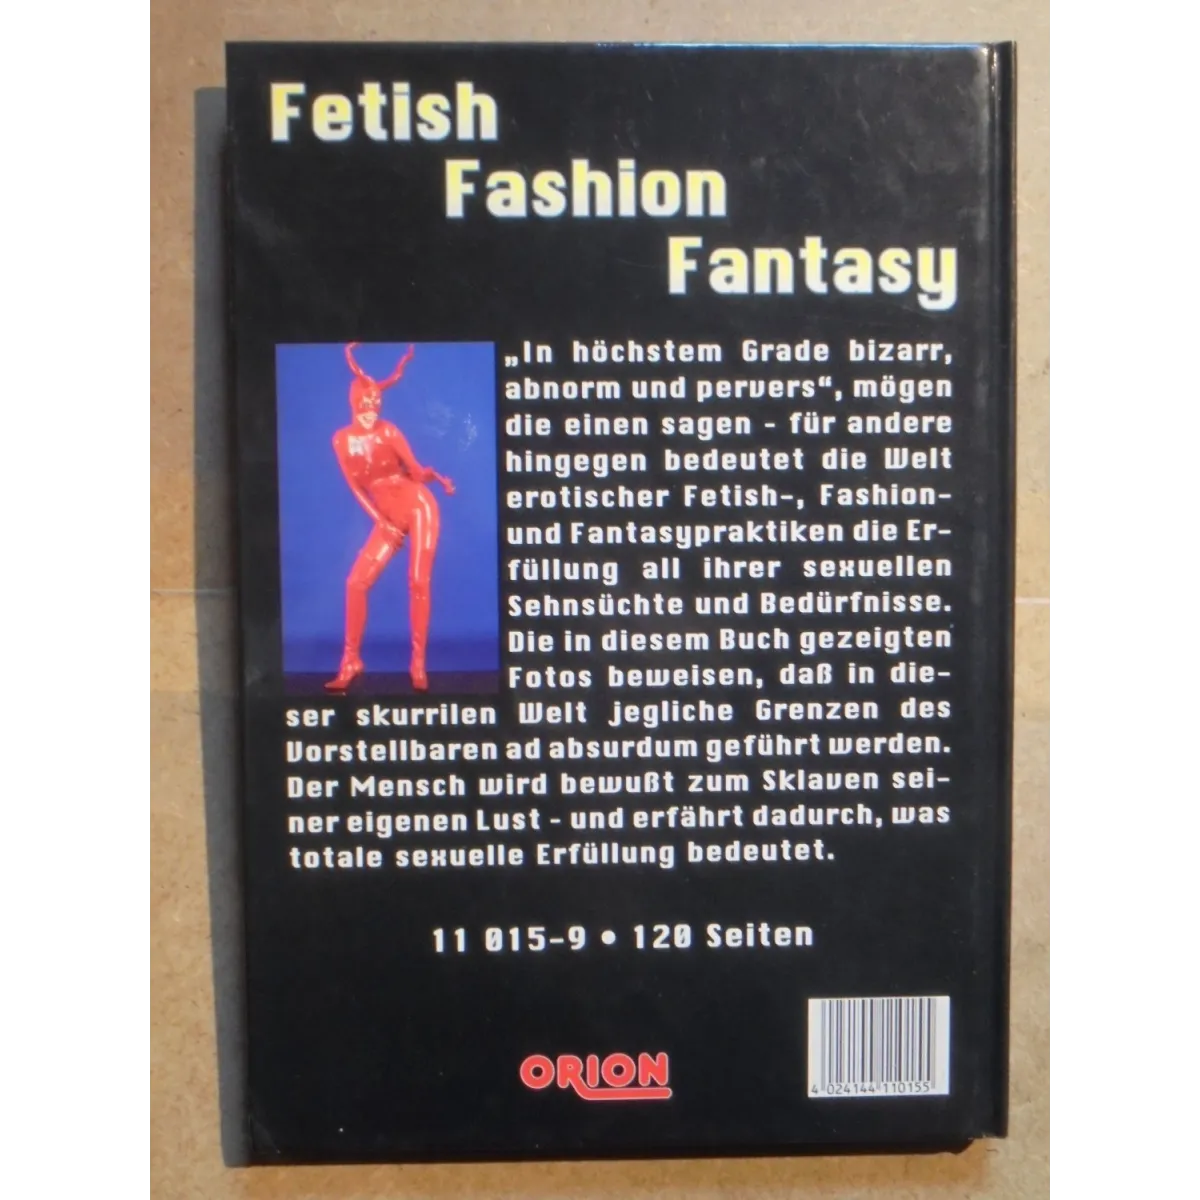 Fetish
Fashion
Fantasy
„In höchstem Grade bizarr,
abnorm und pervers“, mögen
die einen sagen - für andere
hingegen bedeutet die Welt
erotischer Fetish-, Fashion-
und Fantasypraktiken die Er-
füllung all ihrer sexuellen
Sehnsüchte und Bedürfnisse.
Die in diesem Buch gezeigten
Fotos beweisen, daß in die-
ser skurrilen Welt jegliche Grenzen des
Vorstellbaren ad absurdum geführt werden.
Der Mensch wird bewußt zum Sklaven sei-
ner eigenen Lust - und erfährt dadurch, was
totale sexuelle Erfüllung bedeutet.
11 015-9 • 120 Seiten
ORION
4 024144 110155